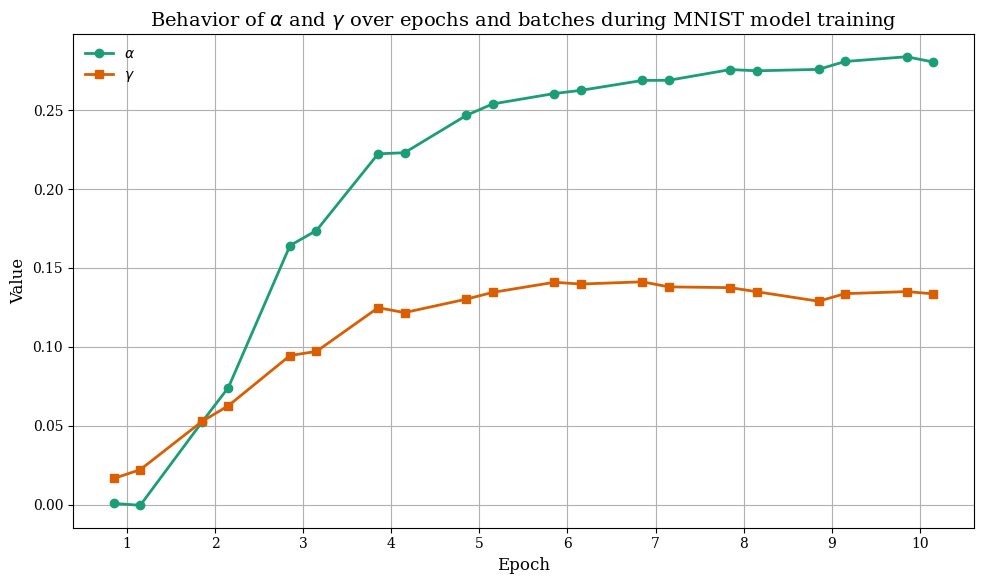 Behavior of α and γ over epochs and batches during MNIST model training
α
γ
Value
0.25
0.20
0.15
0.10
0.05
0.00
1 2 3 4 5 6 7 8 9 10
Epoch